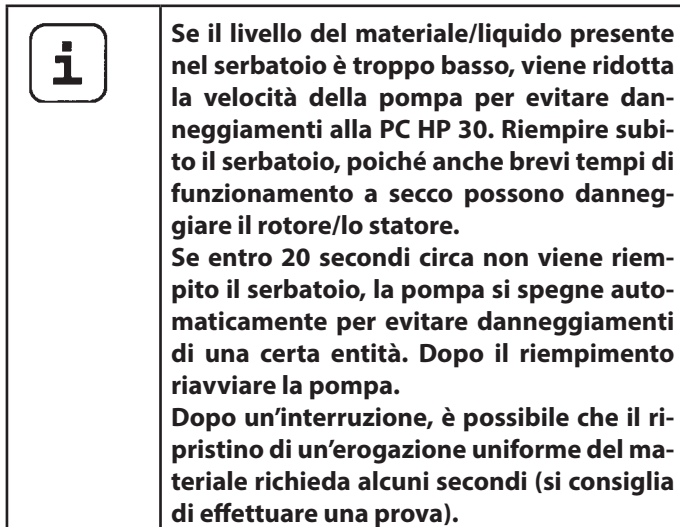 i
Se il livello del materiale/liquido presente
nel serbatoio è troppo basso, viene ridotta
la velocità della pompa per evitare dan-
neggiamenti alla PC HP 30. Riempire subi-
to il serbatoio, poiché anche brevi tempi di
funzionamento a secco possono danneg-
giare il rotore/lo statore.
Se entro 20 secondi circa non viene riem-
pito il serbatoio, la pompa si spegne auto-
maticamente per evitare danneggiamenti
di una certa entità. Dopo il riempimento
riavviare la pompa.
Dopo un’interruzione, è possibile che il ri-
pristino di un’erogazione uniforme del ma-
teriale richieda alcuni secondi (si consiglia
di effettuare una prova).